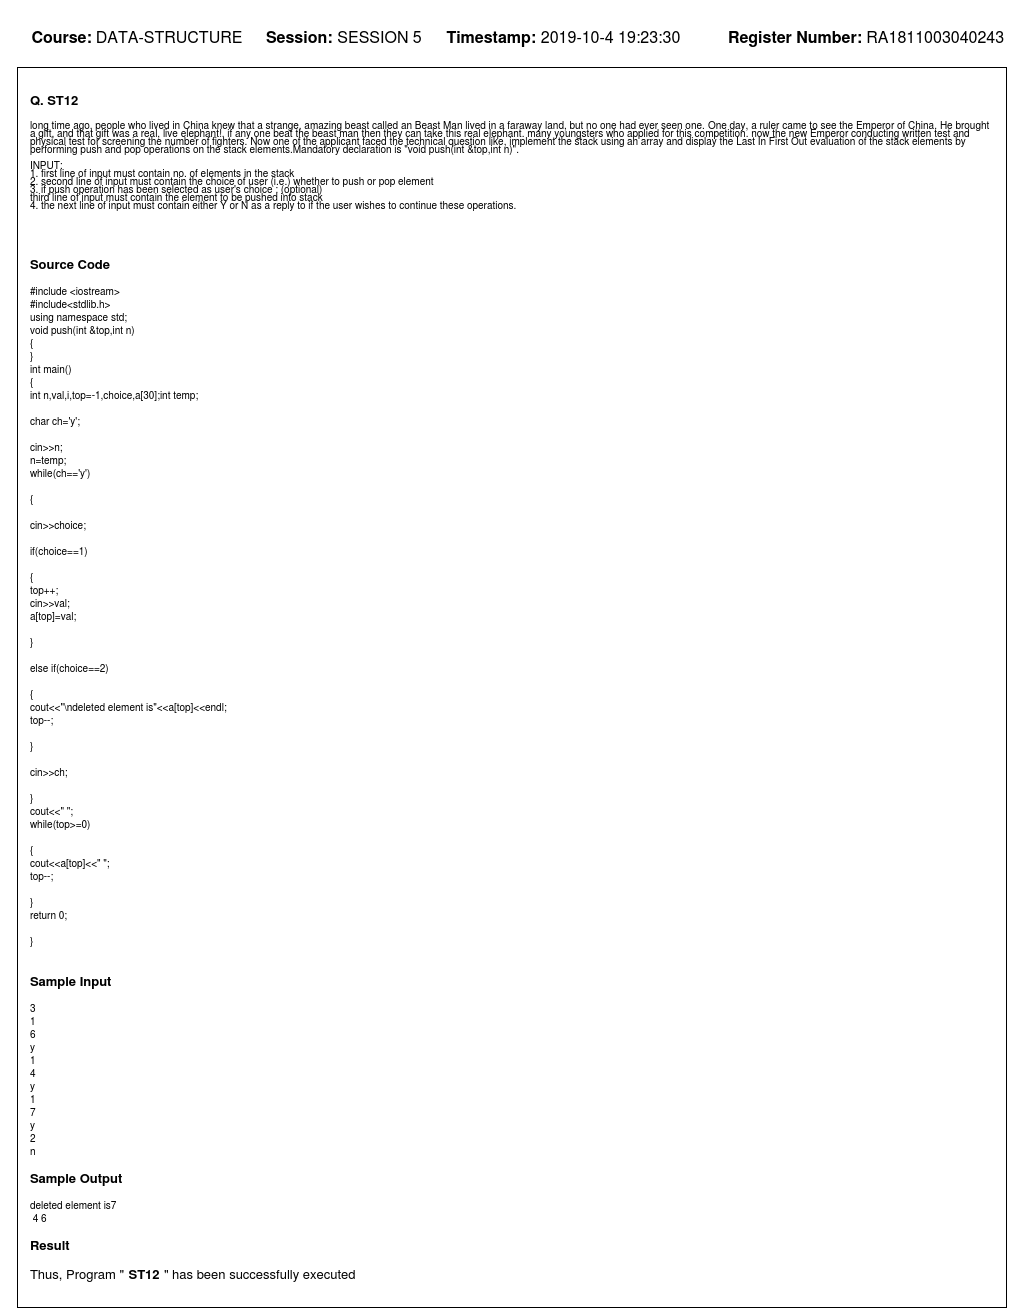 Course: DATA-STRUCTURE Session: SESSION 5 Timestamp: 2019-10-4 19:23:30 Register Number: RA1811003040243
Q. ST12
long time ago, people who lived in China knew that a strange, amazing beast called an Beast Man lived in a faraway land, but no one had ever seen one. One day, a ruler came to see the Emperor of China. He brought
a gift, and that gift was a real, live elephant!, if any one beat the beast man then they can take this real elephant. many youngsters who applied for this competition. now the new Emperor conducting written test and
physical test for screening the number of fighters. Now one of the applicant faced the technical question like, implement the stack using an array and display the Last In First Out evaluation of the stack elements by
performing push and pop operations on the stack elements.Mandatory declaration is "void push(int &top,int n)".
INPUT:
1. first line of input must contain no. of elements in the stack
2. second line of input must contain the choice of user (i.e.) whether to push or pop element
3. if push operation has been selected as user's choice ; (optional)
third line of input must contain the element to be pushed into stack
4. the next line of input must contain either Y or N as a reply to if the user wishes to continue these operations.
Source Code
#include <iostream>
#include<stdlib.h>
using namespace std;
void push(int &top,int n)
{
}
int main()
{
int n,val,i,top=-1,choice,a[30];int temp;
char ch='y';
cin>>n;
n=temp;
while(ch=='y')
{
cin>>choice;
if(choice==1)
{
top++;
cin>>val;
a[top]=val;
}
else if(choice==2)
{
cout<<"\ndeleted element is"<<a[top]<<endl;
top--;
}
cin>>ch;
}
cout<<" ";
while(top>=0)
{
cout<<a[top]<<" ";
top--;
}
return 0;
}
Sample Input
3
1
6
y
1
4
y
1
7
y
2
n
Sample Output
deleted element is7
4 6
Result
Thus, Program " ST12 " has been successfully executed